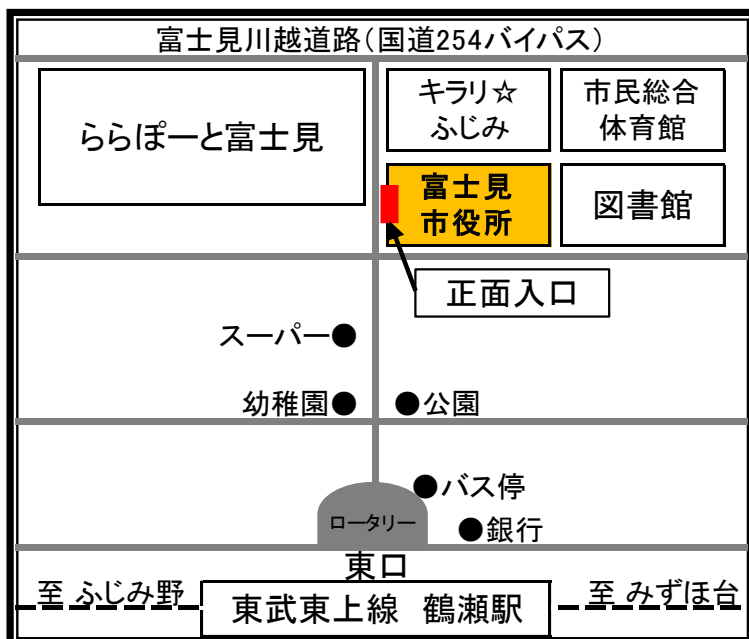 富士見川越道路(国道254バイパス)
ららぽーと富士見
キラリ☆
ふじみ
市民総合
体育館
富士見
市役所
図書館
正面入口
スーパー●
幼稚園●
●公園
●バス停
ロータリー
●銀行
東口
至 ふじみ野
東武東上線 鶴瀬駅
至 みずほ台